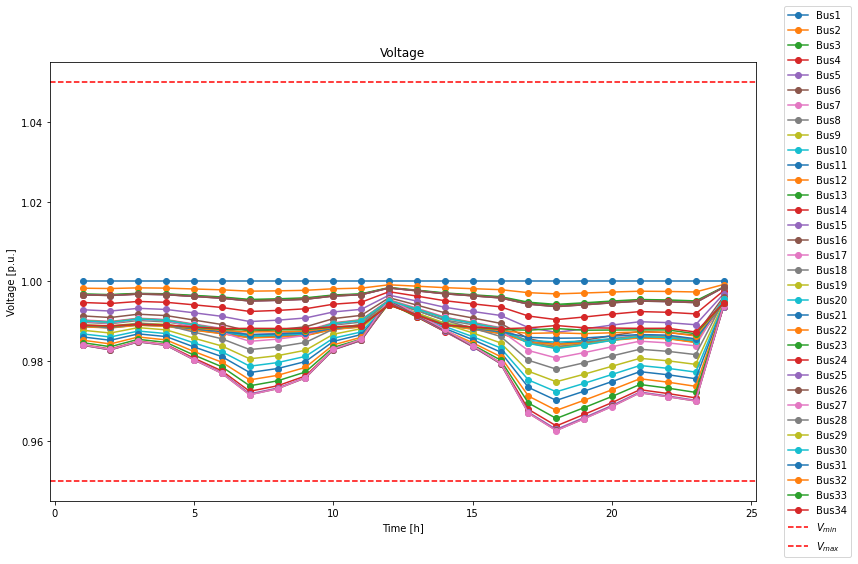 Voltage
Voltage [p.u.]
1.04
1.02
1.00
0.98
0.96
0
5
10
15
20
25
Time [h]
Bus1
Bus2
Bus3
Bus4
Bus5
Bus6
Bus7
Bus8
Bus9
Bus10
Bus11
Bus12
Bus13
Bus14
Bus15
Bus16
Bus17
Bus18
Bus19
Bus20
Bus21
Bus22
Bus23
Bus24
Bus25
Bus26
Bus27
Bus28
Bus29
Bus30
Bus31
Bus32
Bus33
Bus34
V_min
V_max